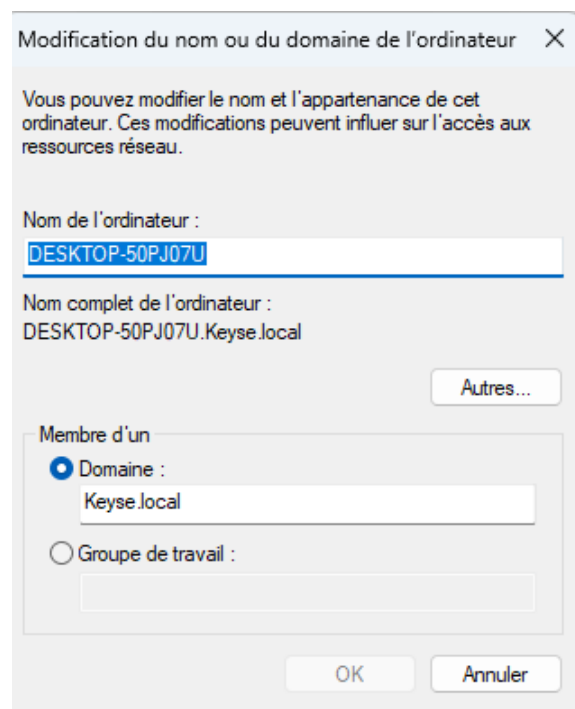 Modification du nom ou du domaine de l'ordinateur
Vous pouvez modifier le nom et l'appartenance de cet
ordinateur. Ces modifications peuvent influer sur l'accès aux
ressources réseau.
Nom de l'ordinateur :
DESKTOP-50PJ07U
Nom complet de l'ordinateur :
DESKTOP-50PJ07U.Keyse.local
Autres...
Membre d'un
Domaine :
Keyse.local
Groupe de travail :
OK Annuler